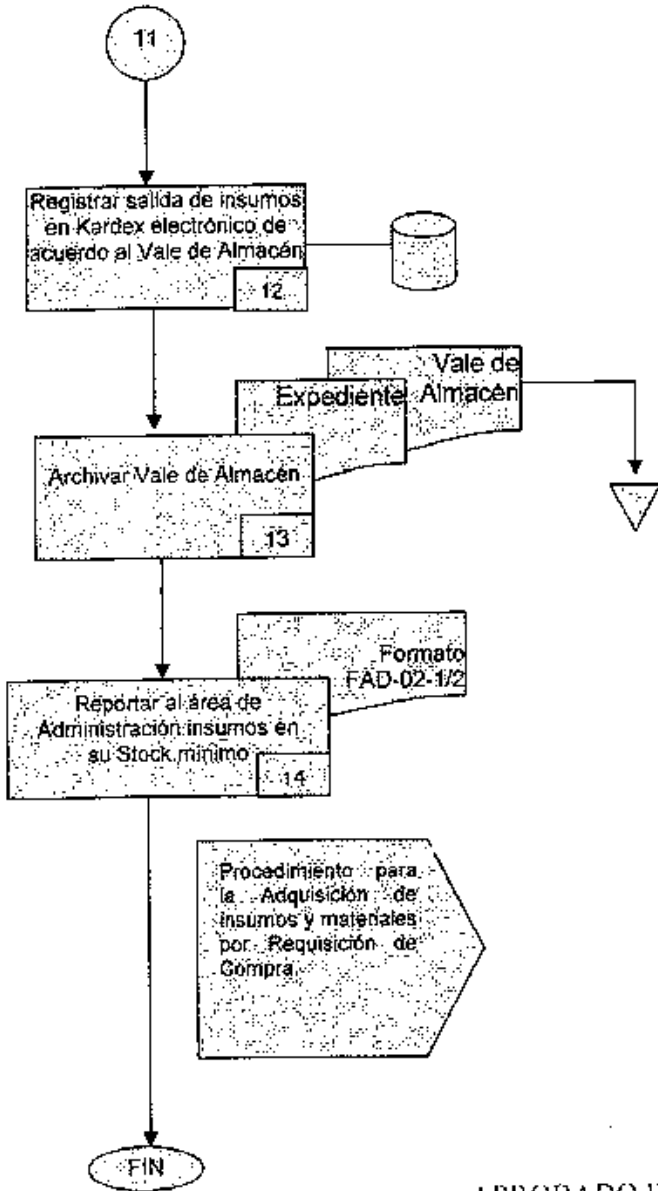 11
Registrar salida de insumos
en Kardex electrónico de
acuerdo al Vale de Almacén
12
Vale de
Almacén
Expediente
Archivar Vale de Almacén
13
Formato
FAD-02-1/2
Reportar al área de
Administración insumos en
su Stock mínimo
14
Procedimiento para
la Adquisición de
insumos y materiales
por Requisición de
Compra.
FIN